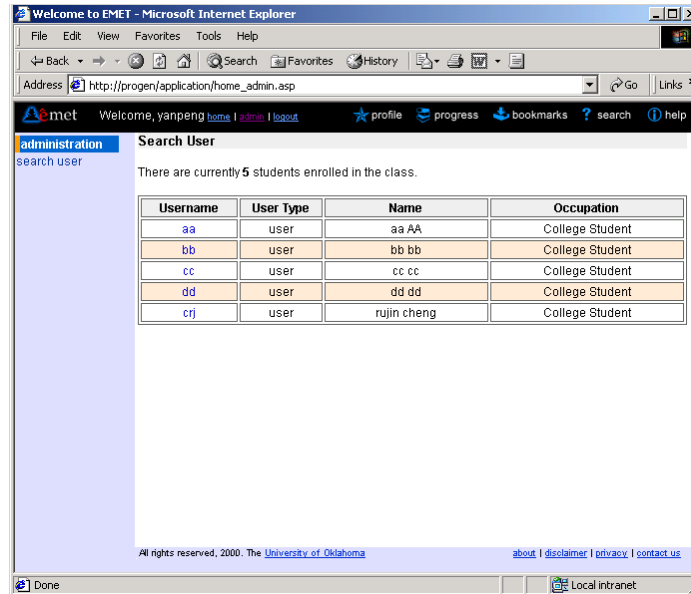 Welcome to EMET - Microsoft Internet Explorer
File Edit View Favorites Tools Help
Back Search Favorites History
Address http://progen/application/home_admin.asp Go Links
emet Welcome, yanpeng home | admin | logout profile progress bookmarks ? search help
administration
search user
Search User
There are currently 5 students enrolled in the class.
Username User Type Name Occupation
aa user aa AA College Student
bb user bb bb College Student
cc user cc cc College Student
dd user dd dd College Student
crj user rujin cheng College Student
All rights reserved, 2000. The University of Oklahoma about | disclaimer | privacy | contact us
Done Local intranet